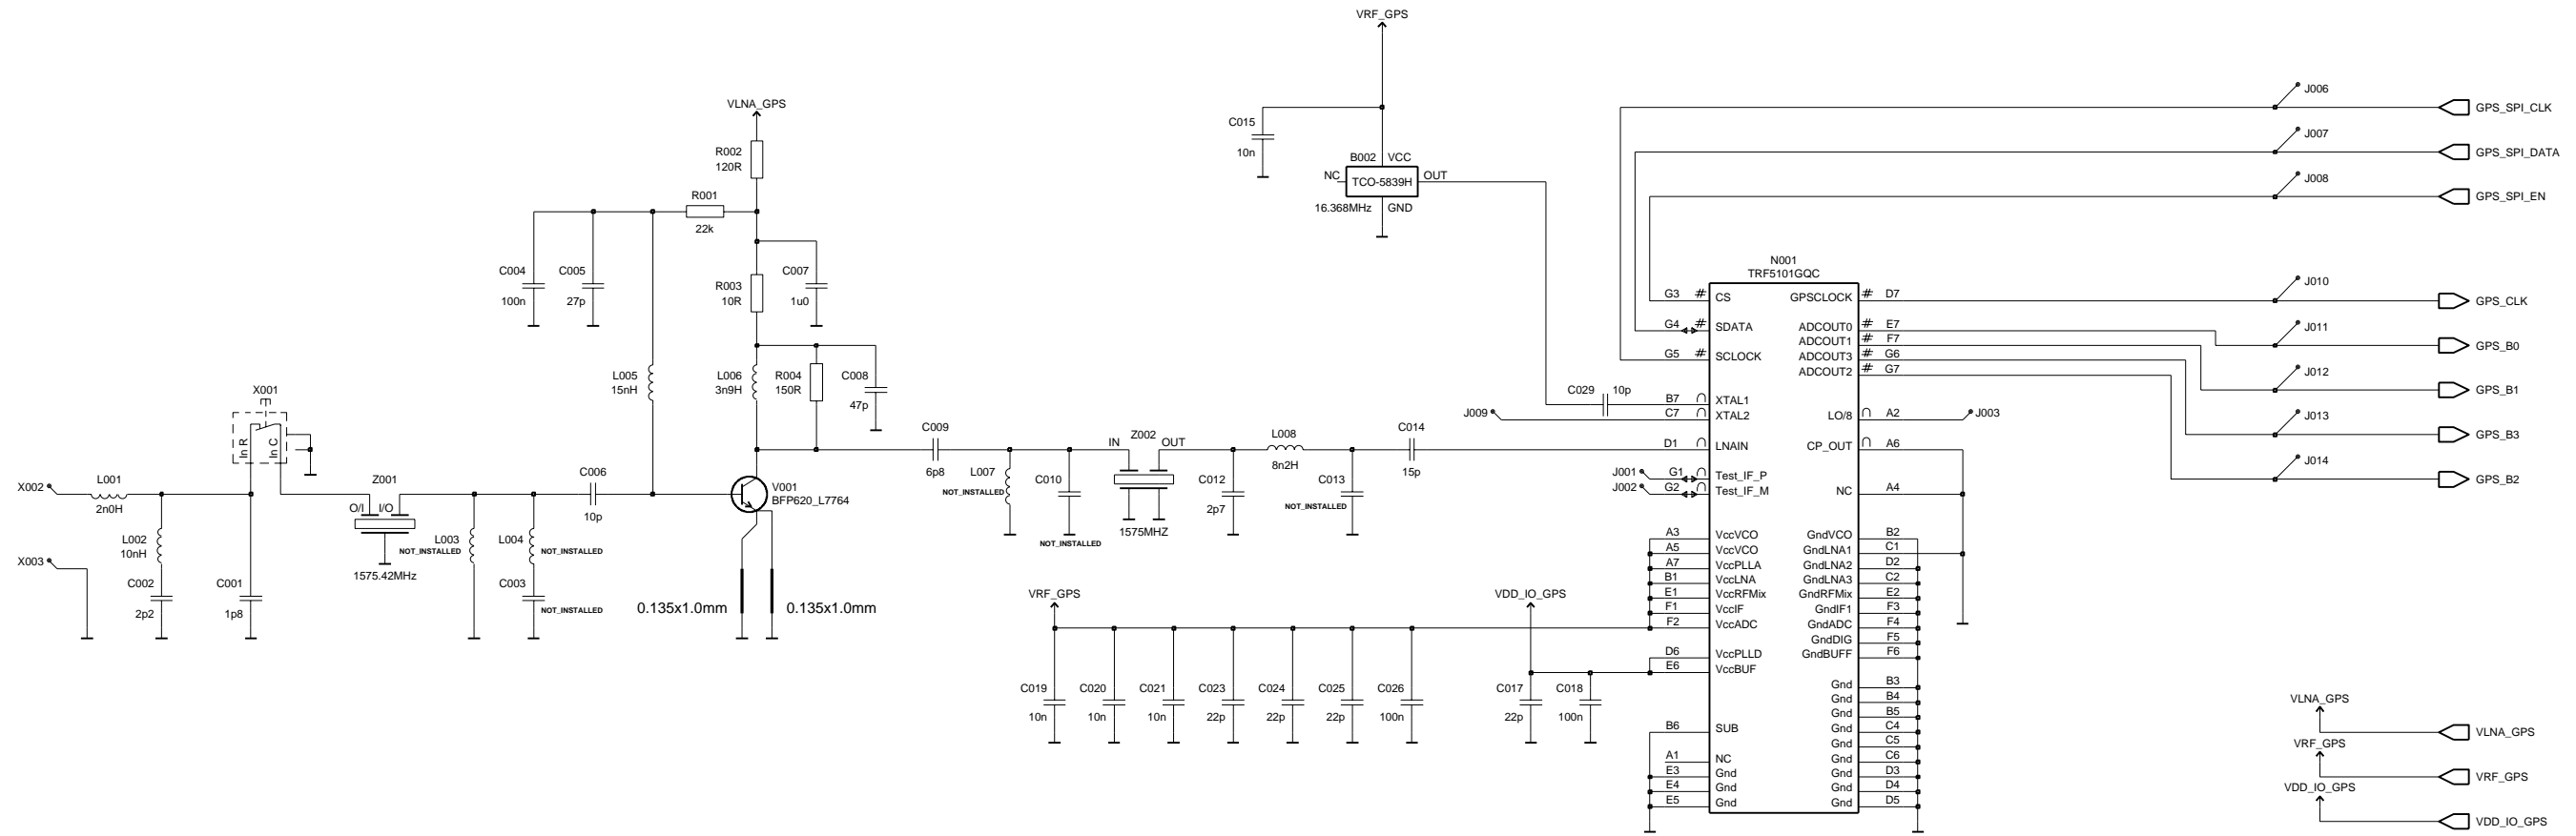 VRF_GPS
J006
GPS_SPI_CLK
VLNA_GPS
C015
10n
J007
GPS_SPI_DATA
R002
120R
B002 VCC
NC TCO-5839H OUT
16.368MHz GND
J008
GPS_SPI_EN
R001
22k
C004
100n
C005
27p
R003
10R
C007
1u0
N001
TRF5101GQC
G3 # CS
GPSCLOCK # D7
J010
GPS_CLK
G4 # SDATA
ADCOUT0 # E7
ADCOUT1 # F7
J011
GPS_B0
G5 # SCLOCK
ADCOUT3 # G6
ADCOUT2 # G7
J012
GPS_B1
L005
15nH
L006
3n9H
R004
150R
C008
47p
X001
In R
In C
C029 10p
B7 XTAL1
J009 C7 XTAL2
LO/8 A2 J003
J013
GPS_B3
C009
6p8
IN Z002 OUT
1575MHZ
L008
8n2H
C014
15p
D1 LNAIN
CP_OUT A6
L007
NOT_INSTALLED
C010
NOT_INSTALLED
C012
2p7
C013
NOT_INSTALLED
J001 G1 Test_IF_P
J002 G2 Test_IF_M
NC A4
J014
GPS_B2
X002
L001
2n0H
Z001
O/I I/O
1575.42MHz
C006
10p
V001
BFP620_L7764
L002
10nH
L003
NOT_INSTALLED
L004
NOT_INSTALLED
X003
C002
2p2
C001
1p8
C003
NOT_INSTALLED
0.135x1.0mm
0.135x1.0mm
A3 VccVCO
GndVCO B2
A5 VccVCO
GndLNA1 C1
A7 VccPLLA
GndLNA2 D2
B1 VccLNA
GndLNA3 C2
E1 VccRFMix
GndRFMix E2
F1 VccIF
GndIF1 F3
F2 VccADC
GndADC F4
GndDIG F5
D6 VccPLLD
GndBUFF F6
E6 VccBUF
VRF_GPS
VDD_IO_GPS
C019
10n
C020
10n
C021
10n
C023
22p
C024
22p
C025
22p
C026
100n
C017
22p
C018
100n
Gnd B3
Gnd B4
Gnd B5
B6 SUB
Gnd C4
Gnd C5
A1 NC
Gnd C6
E3 Gnd
Gnd D3
E4 Gnd
Gnd D4
E5 Gnd
Gnd D5
VLNA_GPS
VLNA_GPS
VRF_GPS
VRF_GPS
VDD_IO_GPS
VDD_IO_GPS